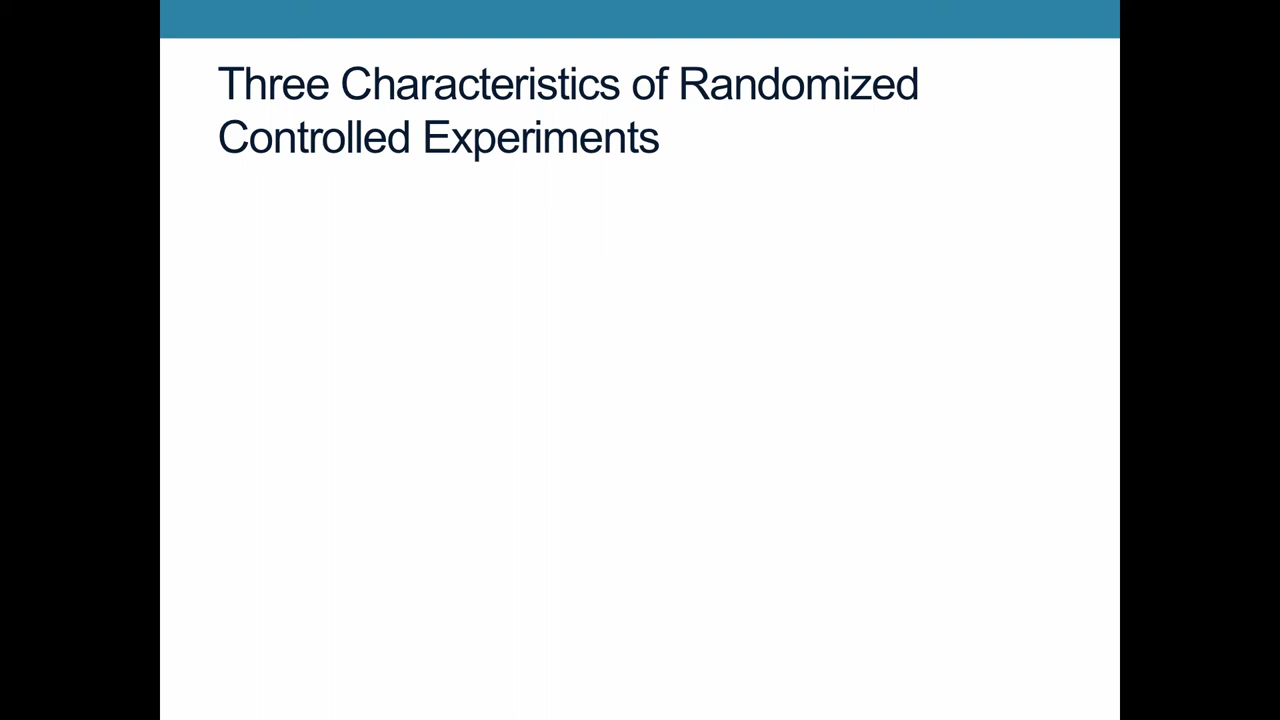 Three Characteristics of Randomized
Controlled Experiments